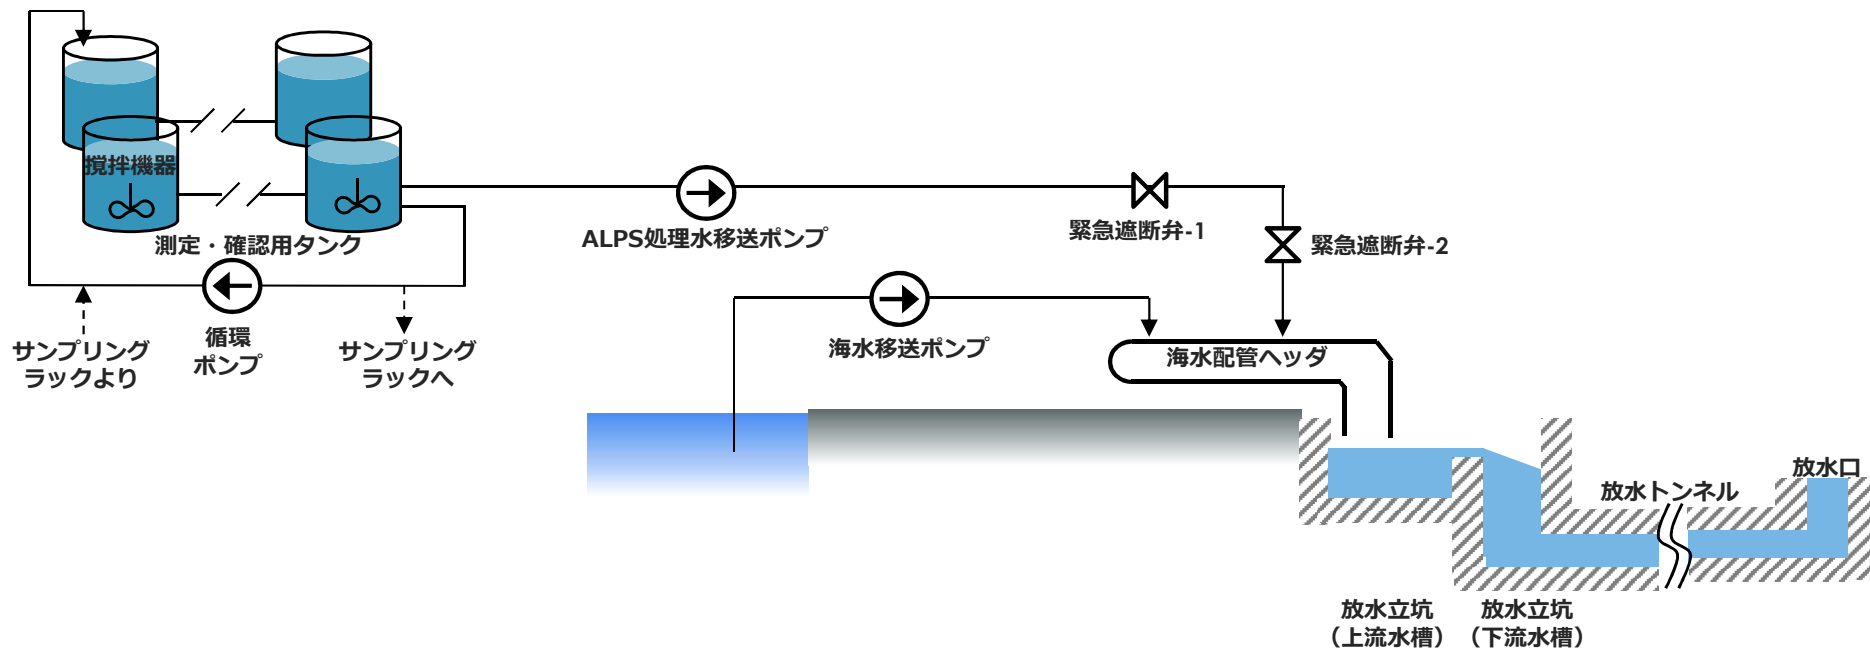 撹拌機器
測定・確認用タンク
循環
ポンプ
サンプリング
ラックより
サンプリング
ラックへ
ALPS処理水移送ポンプ
緊急遮断弁-1
緊急遮断弁-2
海水移送ポンプ
海水配管ヘッダ
放水口
放水トンネル
放水立坑
（上流水槽）
放水立坑
（下流水槽）